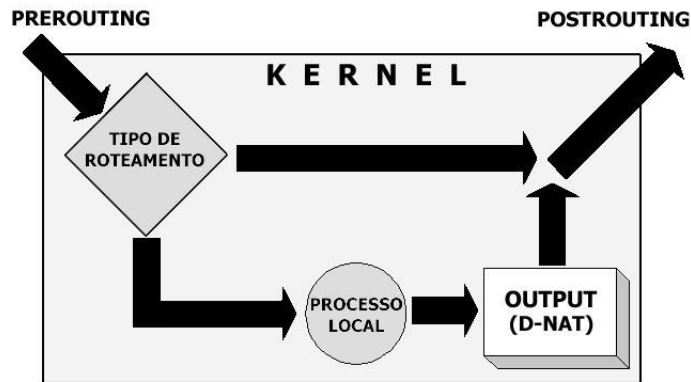 PREROUTING
POSTROUTING
K E R N E L
TIPO DE
ROTEAMENTO
PROCESSO
LOCAL
OUTPUT
(D-NAT)